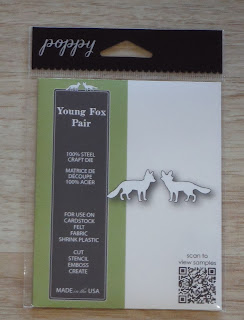 poppy
Young Fox
Pair
100% STEEL
CRAFT DIE
MATRICE DE
DÉCOUPE
100% ACIER
FOR USE ON
CARDSTOCK
FELT
FABRIC
SHRINK PLASTIC
CUT
STENCIL
EMBOSS
CREATE
MADE in the USA
scan to
view samples